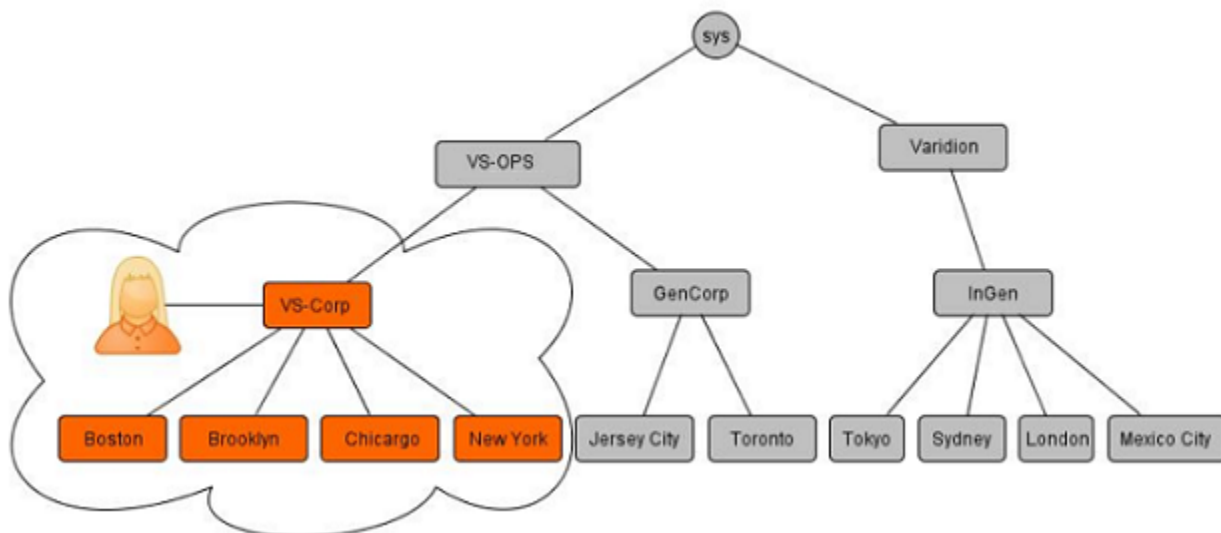 sys
VS-OPS
Varidion
VS-Corp
GenCorp
InGen
Boston
Brooklyn
Chicargo
New York
Jersey City
Toronto
Tokyo
Sydney
London
Mexico City